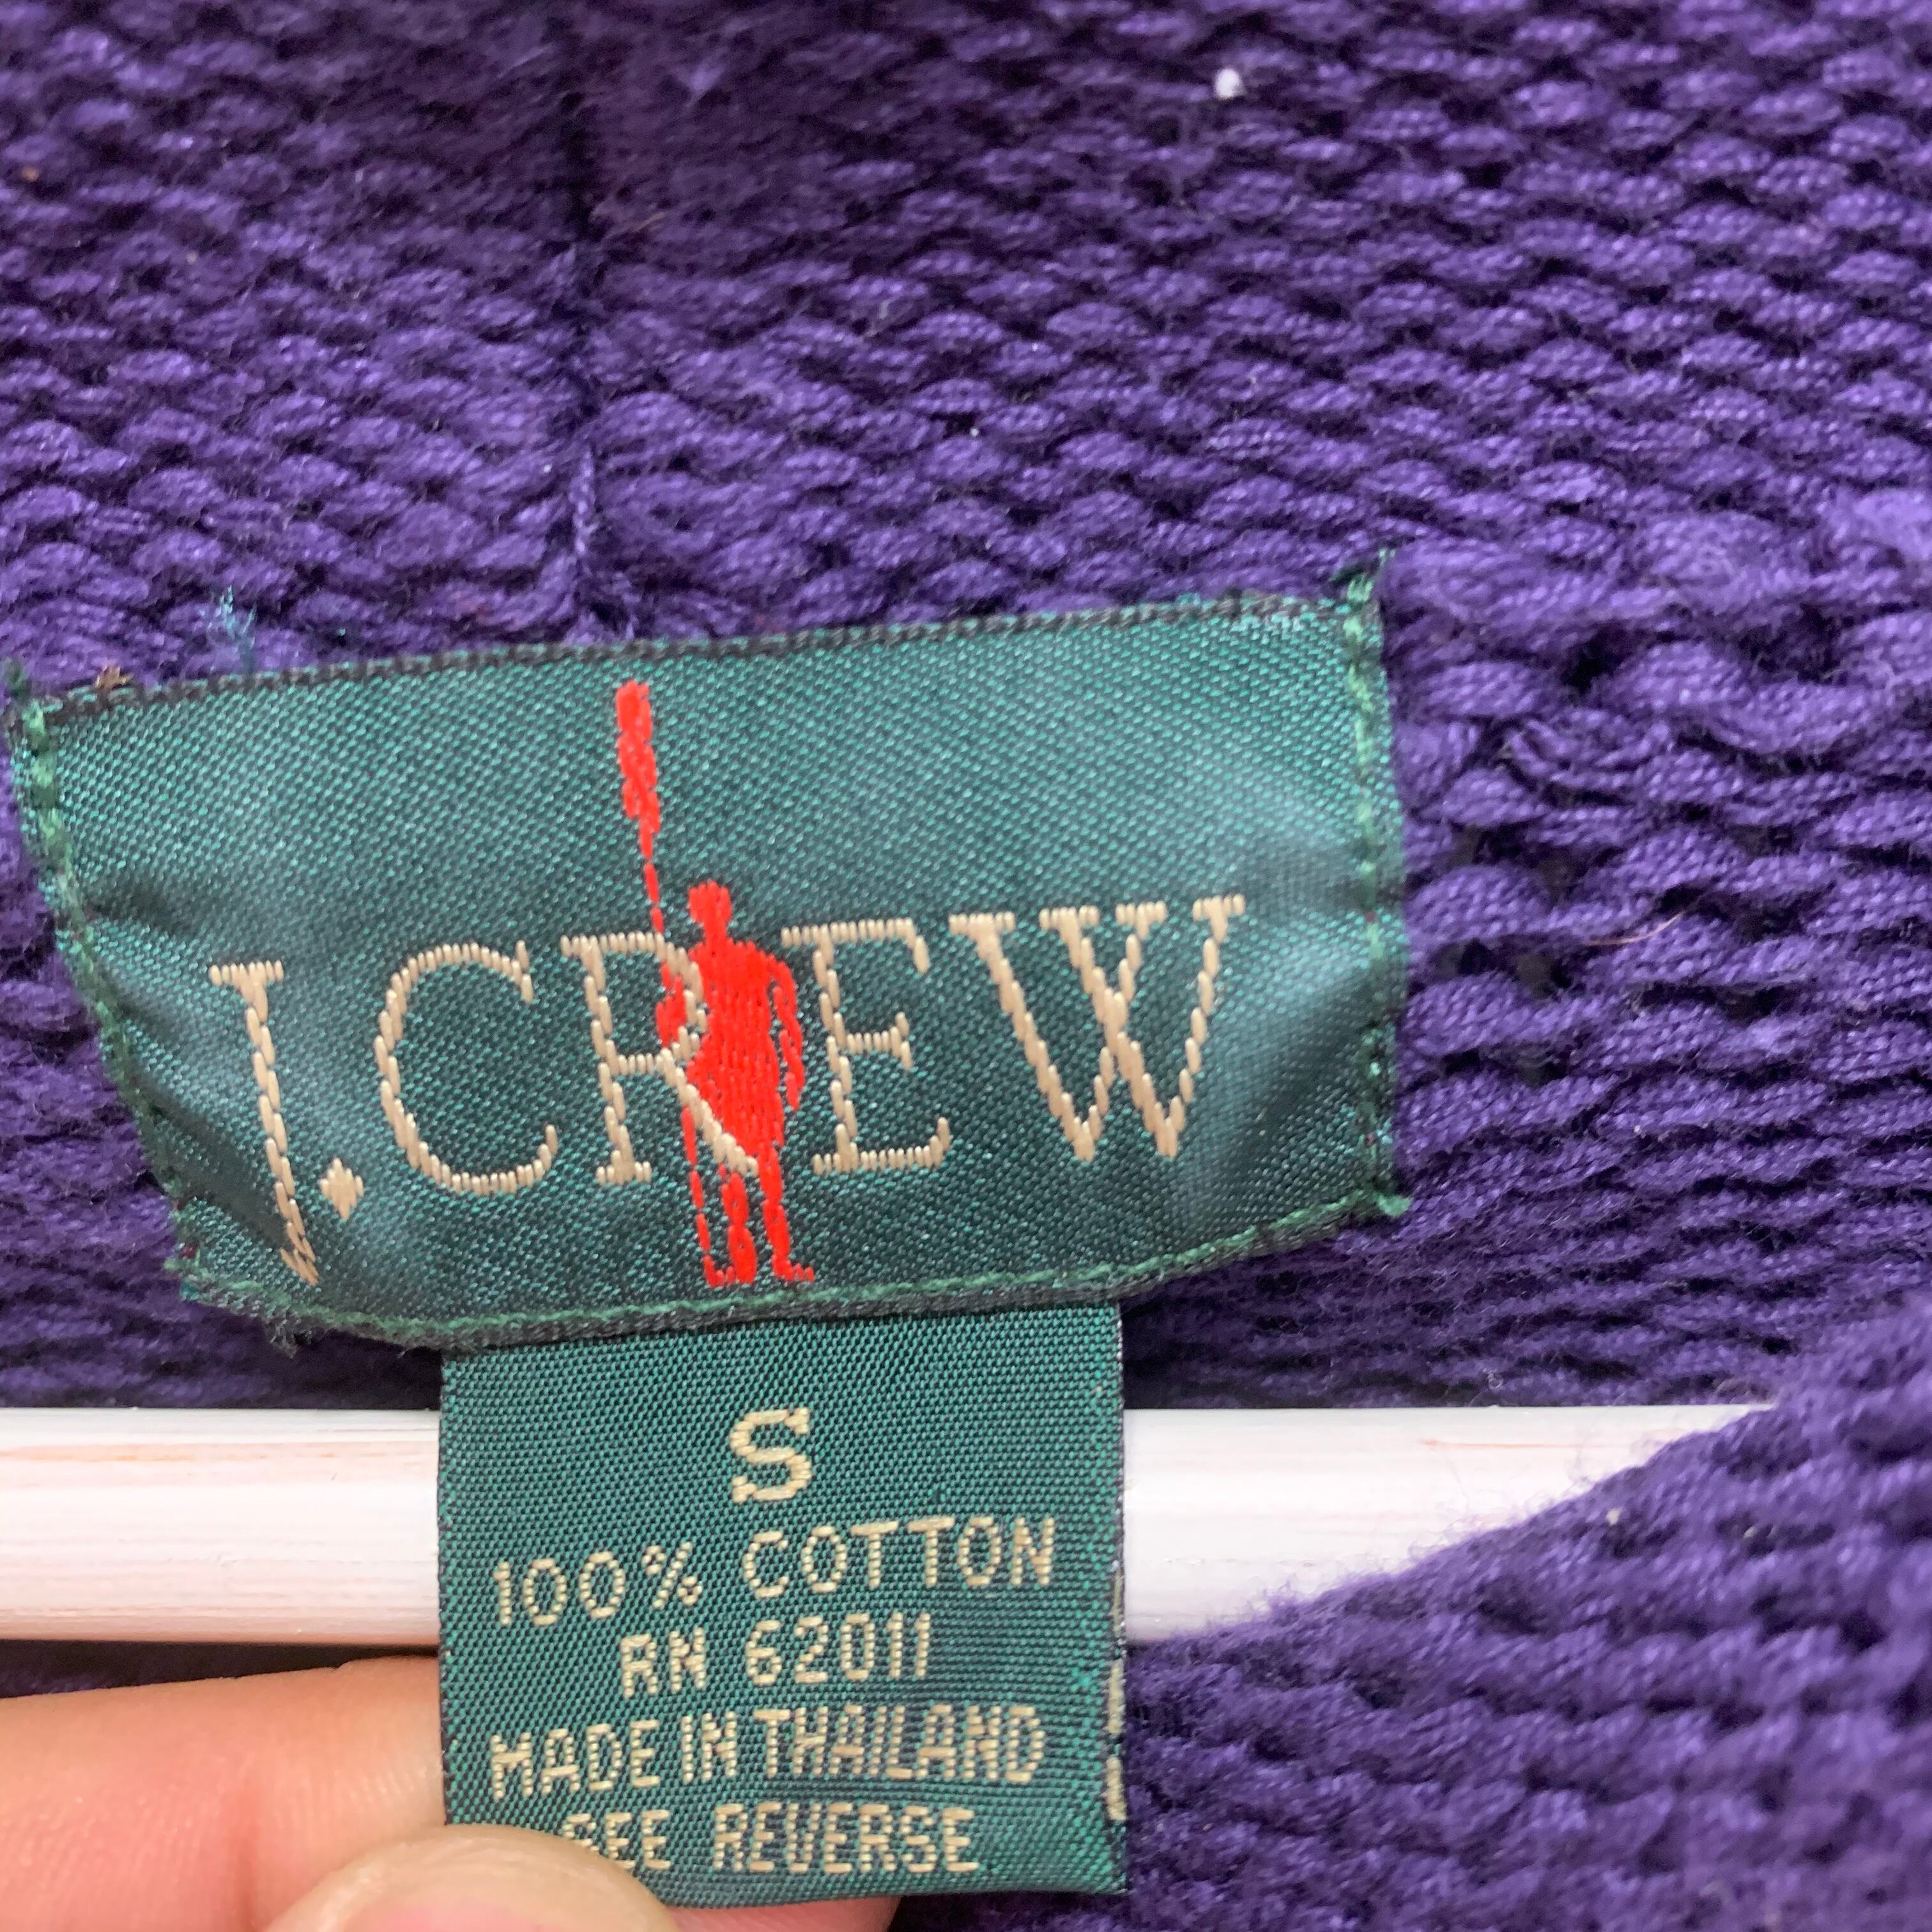 J.CREW
S
100% COTTON
RN 62011
MADE IN THAILAND
SEE REVERSE